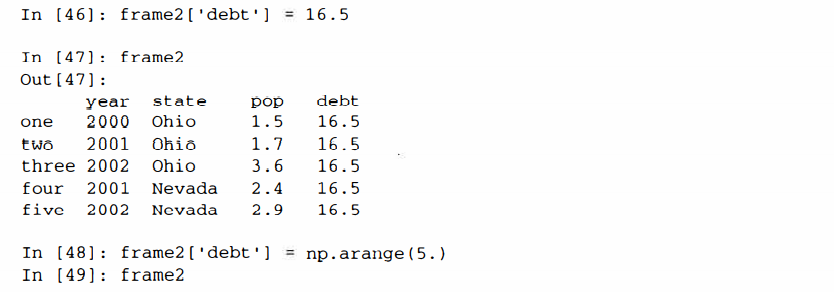 In [46]: frame2['debt'] = 16.5
In [47]: frame2
Out[47]:
year state pop debt
one 2000 Ohio 1.5 16.5
two 2001 Ohio 1.7 16.5
three 2002 Ohio 3.6 16.5
four 2001 Nevada 2.4 16.5
five 2002 Nevada 2.9 16.5
In [48]: frame2['debt'] = np.arange(5.)
In [49]: frame2